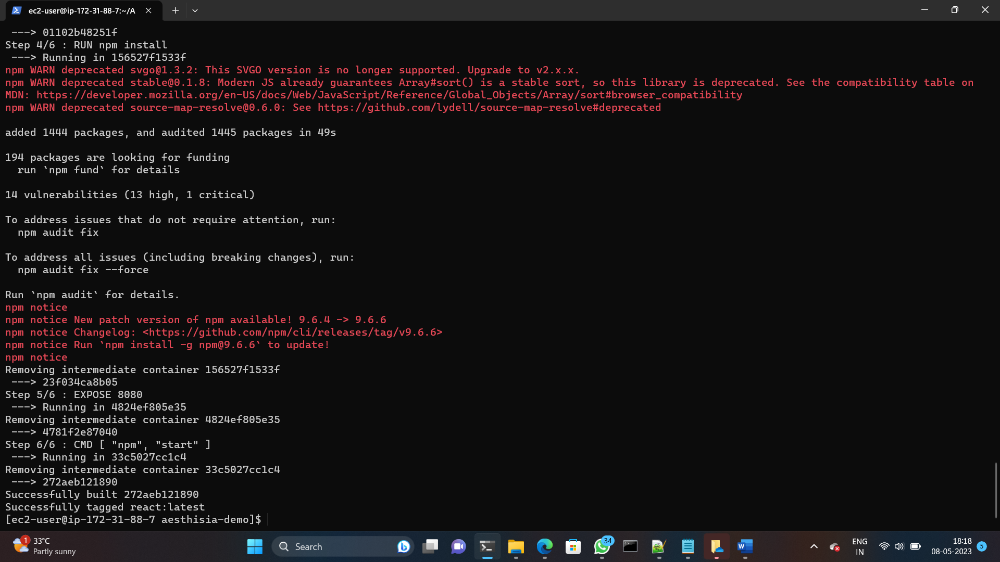 ec2-user@ip-172-31-88-7:~/A
---> 01102b48251f
Step 4/6 : RUN npm install
---> Running in 156527f1533f
npm WARN deprecated svgo@1.3.2: This SVGO version is no longer supported. Upgrade to v2.x.x.
npm WARN deprecated stable@0.1.8: Modern JS already guarantees Array#sort() is a stable sort, so this library is deprecated. See the compatibility table on
MDN: https://developer.mozilla.org/en-US/docs/Web/JavaScript/Reference/Global_Objects/Array/sort#browser_compatibility
npm WARN deprecated source-map-resolve@0.6.0: See https://github.com/lydell/source-map-resolve#deprecated
added 1444 packages, and audited 1445 packages in 49s
194 packages are looking for funding
run `npm fund` for details
14 vulnerabilities (13 high, 1 critical)
To address issues that do not require attention, run:
npm audit fix
To address all issues (including breaking changes), run:
npm audit fix --force
Run `npm audit` for details.
npm notice
npm notice New patch version of npm available! 9.6.4 -> 9.6.6
npm notice Changelog: <https://github.com/npm/cli/releases/tag/v9.6.6>
npm notice Run `npm install -g npm@9.6.6` to update!
npm notice
Removing intermediate container 156527f1533f
---> 23f034ca8b05
Step 5/6 : EXPOSE 8080
---> Running in 4824ef805e35
Removing intermediate container 4824ef805e35
---> 4781f2e87040
Step 6/6 : CMD [ "npm", "start" ]
---> Running in 33c5027cc1c4
Removing intermediate container 33c5027cc1c4
---> 272aeb121890
Successfully built 272aeb121890
Successfully tagged react:latest
[ec2-user@ip-172-31-88-7 aesthisia-demo]$
1
33°C
Partly sunny
Search
34
W
ENG
IN
18:18
08-05-2023
5